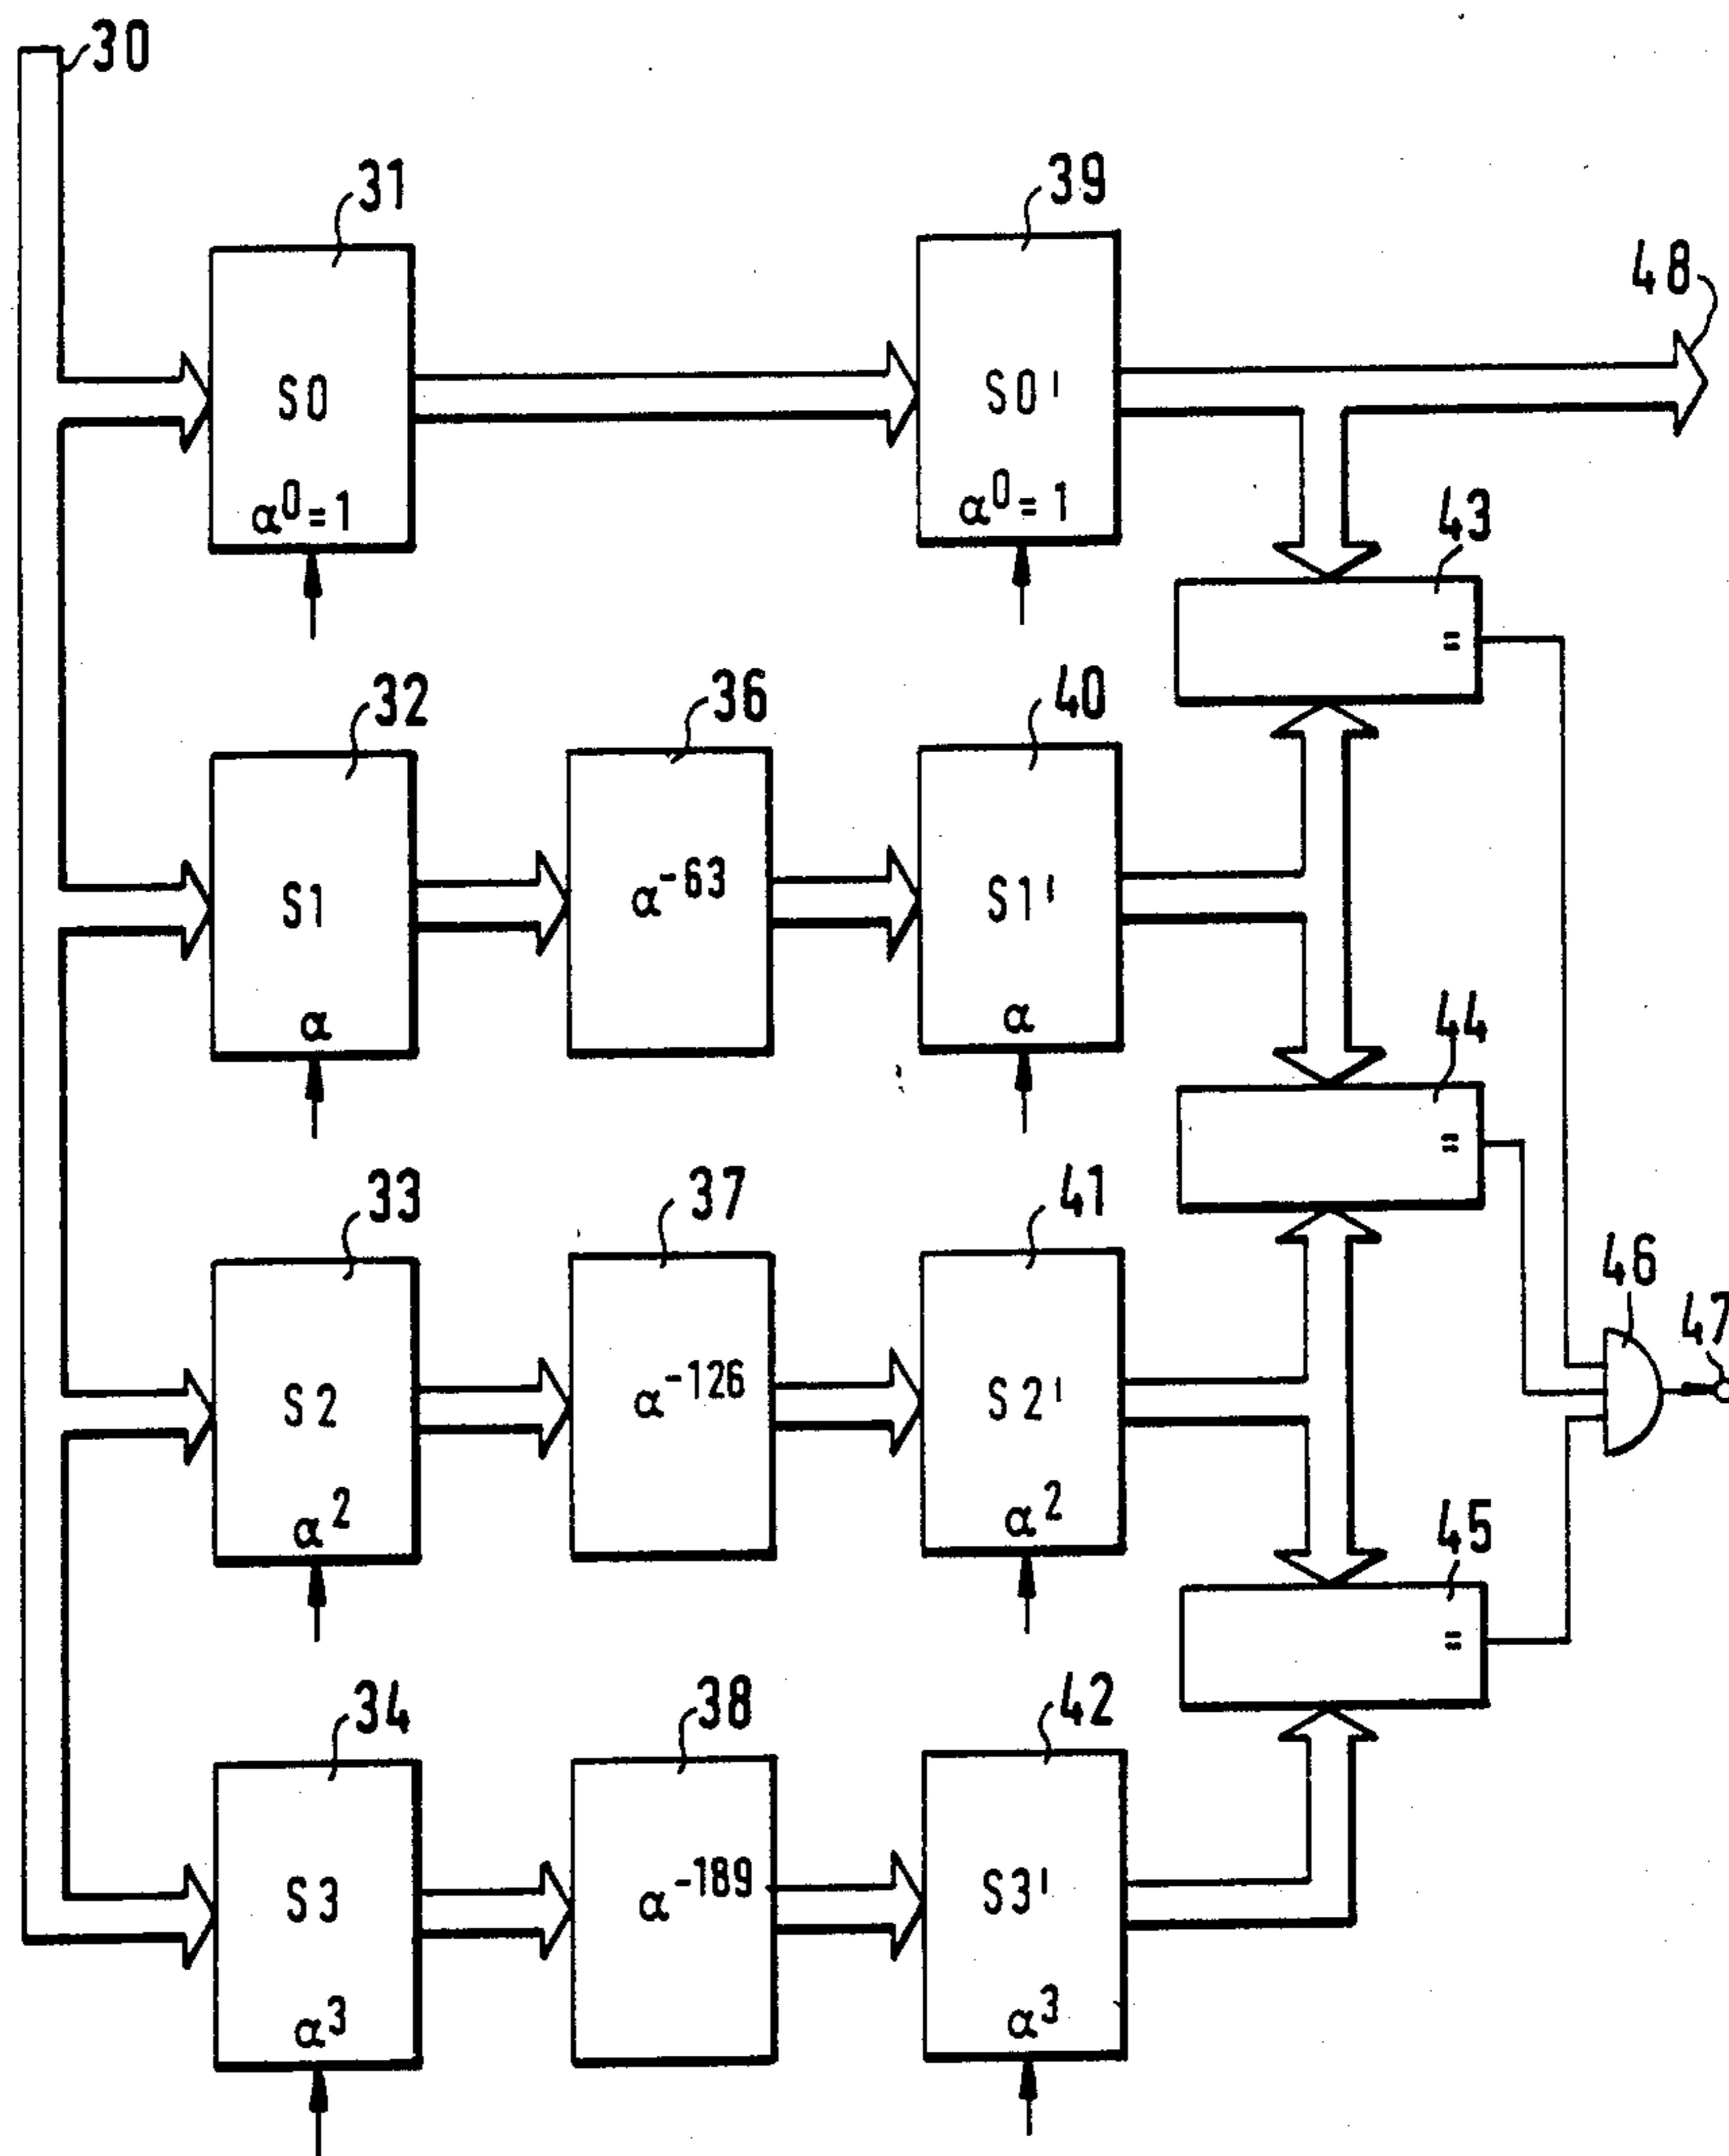 30
31
39
48
S0
S0'
α⁰=1
α⁰=1
43
=
32
36
40
S1
α⁻⁶³
S1'
α
α
44
=
33
37
41
S2
α⁻¹²⁶
S2'
α²
α²
46
47
45
=
34
38
42
S3
α⁻¹⁸⁹
S3'
α³
α³